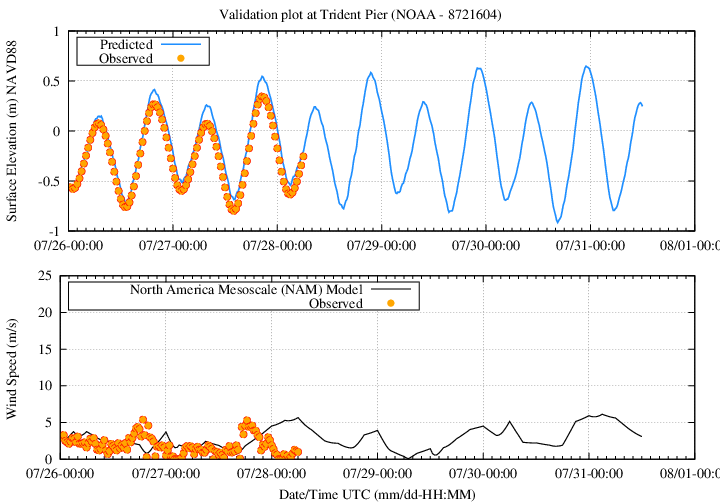 Validation plot at Trident Pier (NOAA - 8721604)
Surface Elevation (m) NAVD88
1
0.5
0
-0.5
-1
Predicted
Observed
07/26-00:00 07/27-00:00 07/28-00:00 07/29-00:00 07/30-00:00 07/31-00:00 08/01-00:00
Wind Speed (m/s)
25
20
15
10
5
0
North America Mesoscale (NAM) Model
Observed
07/26-00:00 07/27-00:00 07/28-00:00 07/29-00:00 07/30-00:00 07/31-00:00 08/01-00:00
Date/Time UTC (mm/dd-HH:MM)